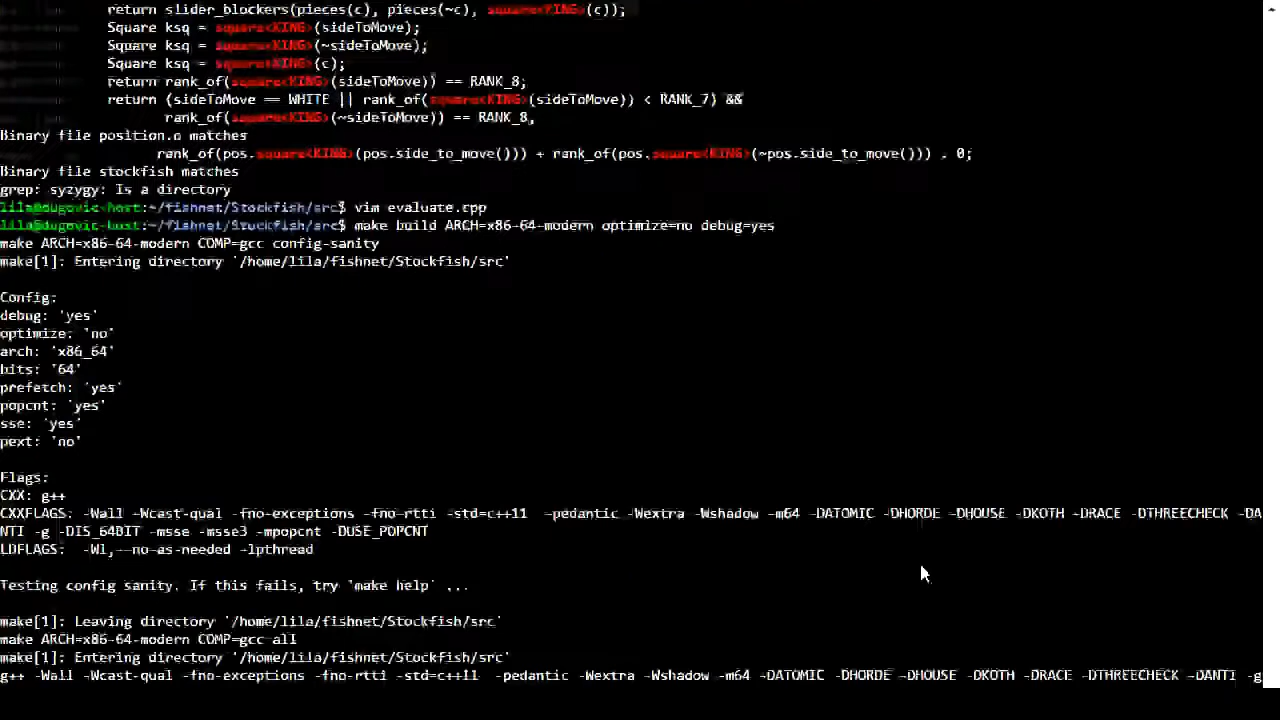 return slider_blockers(pieces(c), pieces(~c), square<KING>(c));
Square ksq = square<KING>(sideToMove);
Square ksq = square<KING>(~sideToMove);
Square ksq = square<KING>(c);
return rank_of(square<KING>(sideToMove)) == RANK_8;
return (sideToMove == WHITE || rank_of(square<KING>(sideToMove)) < RANK_7) &&
rank_of(square<KING>(~sideToMove)) == RANK_8,
Binary file position.o matches
rank_of(pos.square<KING>(pos.side_to_move())) + rank_of(pos.square<KING>(~pos.side_to_move())) . 0;
Binary file stockfish matches
grep: syzygy: Is a directory
lila@dugovic-host:~/fishnet/Stockfish/src$ vim evaluate.cpp
lila@dugovic-host:~/fishnet/Stockfish/src$ make build ARCH=x86-64-modern optimize=no debug=yes
make ARCH=x86-64-modern COMP=gcc config-sanity
make[1]: Entering directory '/home/lila/fishnet/Stockfish/src'
Config:
debug: 'yes'
optimize: 'no'
arch: 'x86_64'
bits: '64'
prefetch: 'yes'
popcnt: 'yes'
sse: 'yes'
pext: 'no'
Flags:
CXX: g++
CXXFLAGS: -Wall -Wcast-qual -fno-exceptions -fno-rtti -std=c++11 -pedantic -Wextra -Wshadow -m64 -DATOMIC -DHORDE -DHOUSE -DKOTH -DRACE -DTHREECHECK -DA
NTI -g -DIS_64BIT -msse -msse3 -mpopcnt -DUSE_POPCNT
LDFLAGS: -Wl,--no-as-needed -lpthread
Testing config sanity. If this fails, try 'make help' ...
make[1]: Leaving directory '/home/lila/fishnet/Stockfish/src'
make ARCH=x86-64-modern COMP=gcc all
make[1]: Entering directory '/home/lila/fishnet/Stockfish/src'
g++ -Wall -Wcast-qual -fno-exceptions -fno-rtti -std=c++11 -pedantic -Wextra -Wshadow -m64 -DATOMIC -DHORDE -DHOUSE -DKOTH -DRACE -DTHREECHECK -DANTI -g